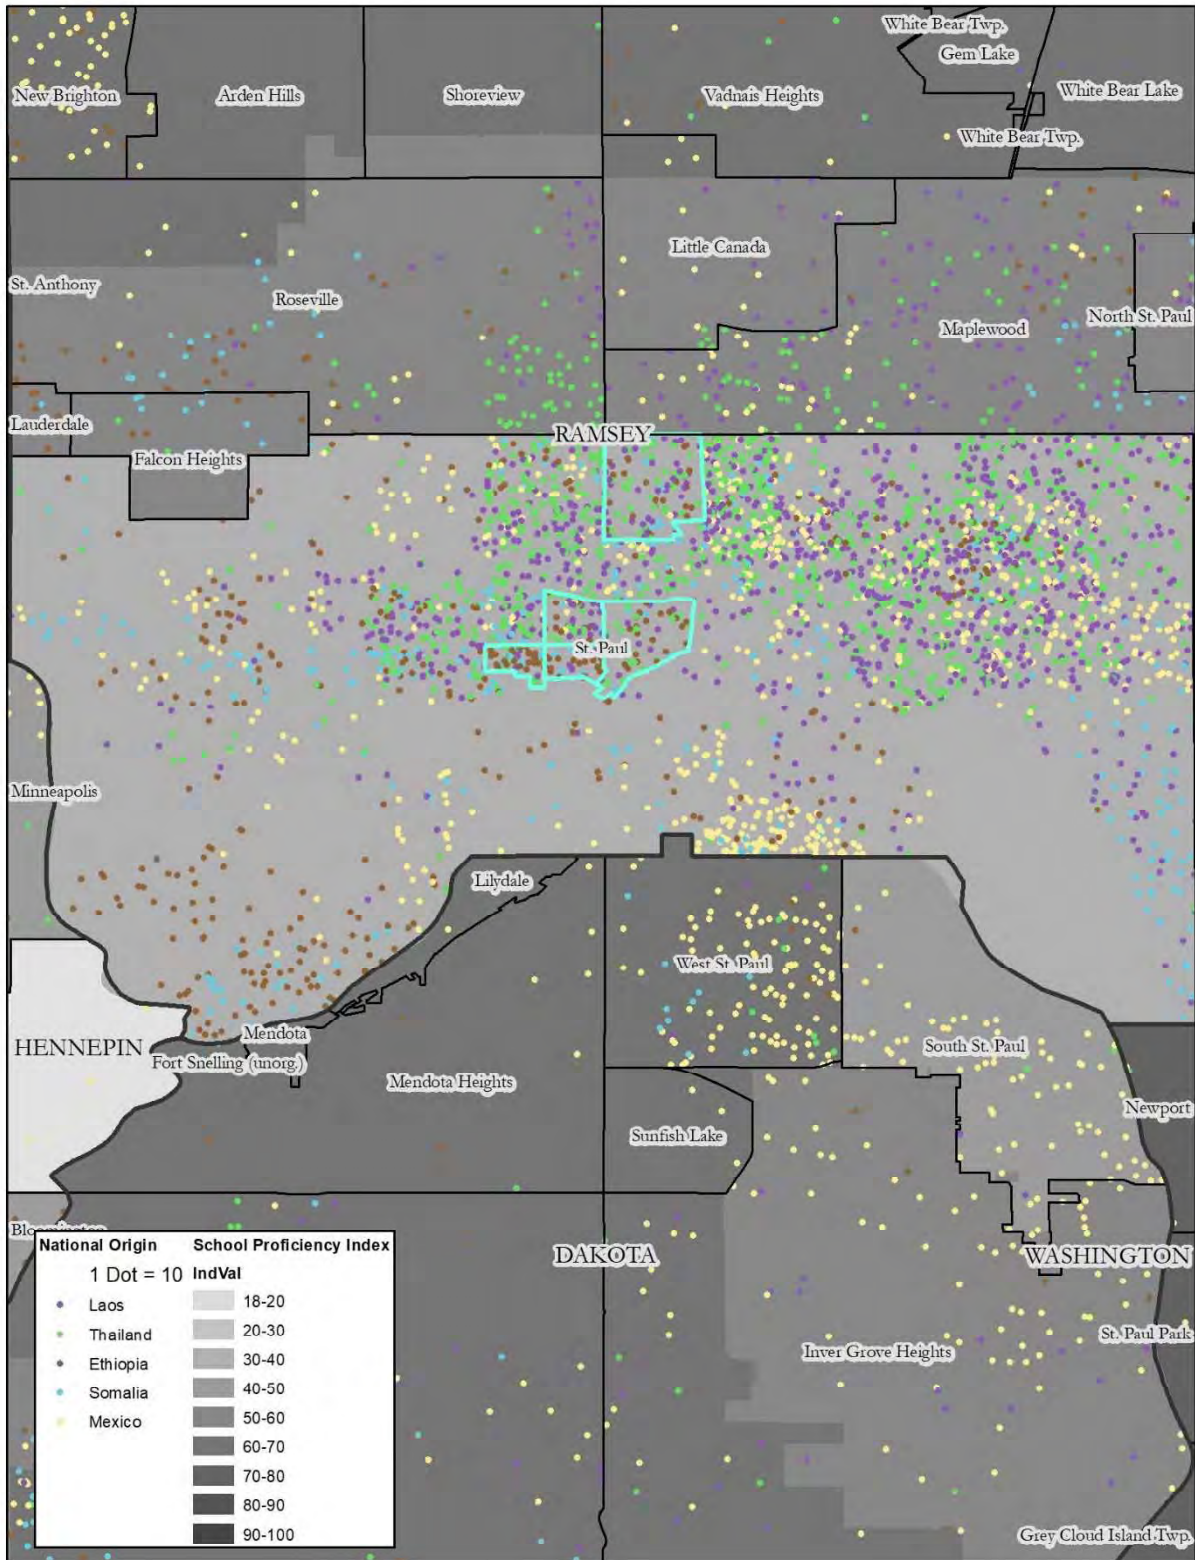 White Bear Twp.
Gem Lake
New Brighton
Arden Hills
Shoreview
Vadnais Heights
White Bear Lake
White Bear Twp.
Little Canada
St. Anthony
Roseville
North St. Paul
Maplewood
Lauderdale
RAMSEY
Falcon Heights
St. Paul
Minneapolis
Lilydale
West St. Paul
HENNEPIN
Mendota
Fort Snelling (unorg.)
South St. Paul
Mendota Heights
Newport
Sunfish Lake
Bloomington
DAKOTA
WASHINGTON
St. Paul Park
Inver Grove Heights
Grey Cloud Island Twp.
National Origin
1 Dot = 10
Laos
Thailand
Ethiopia
Somalia
Mexico
School Proficiency Index
IndVal
18-20
20-30
30-40
40-50
50-60
60-70
70-80
80-90
90-100